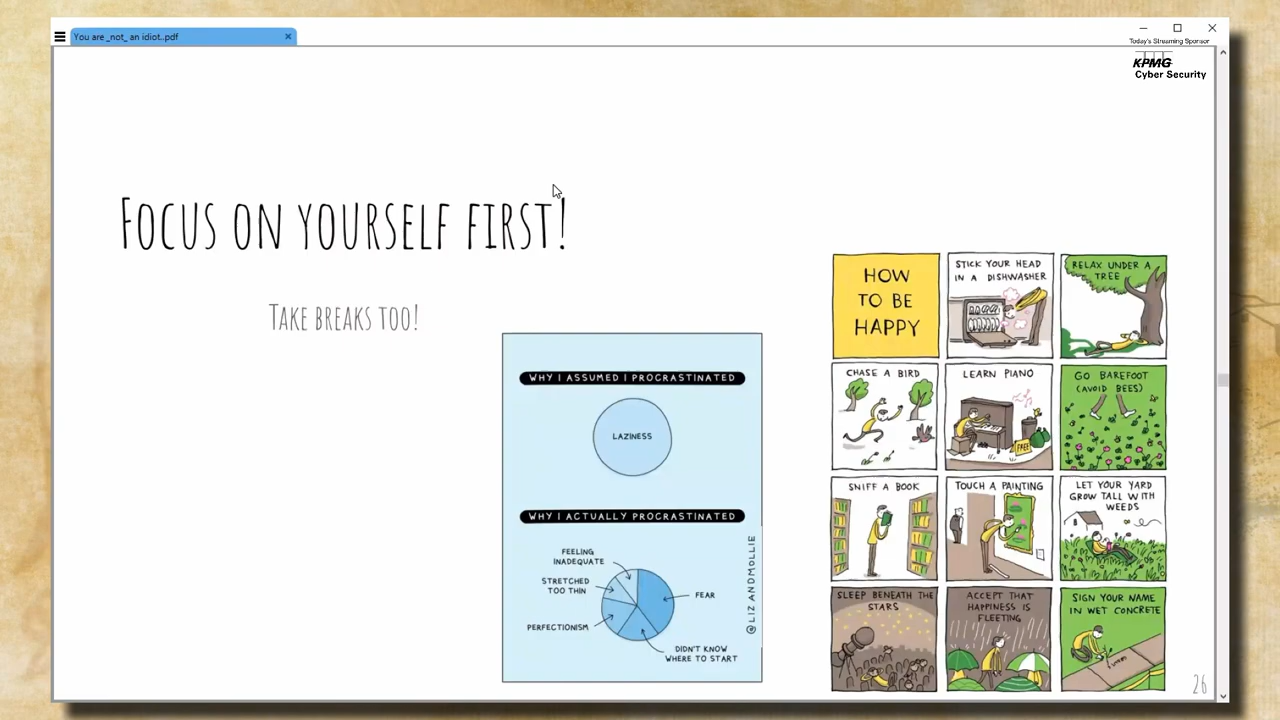 You are _not_ an idiot..pdf
Today's Streaming Sponsor
KPMG
Cyber Security
FOCUS ON YOURSELF FIRST!
TAKE BREAKS TOO!
WHY I ASSUMED I PROCRASTINATED
LAZINESS
WHY I ACTUALLY PROCRASTINATED
FEELING
INADEQUATE
STRETCHED
TOO THIN
PERFECTIONISM
FEAR
DIDN'T KNOW
WHERE TO START
@LIZANDMOLLIE
HOW
TO BE
HAPPY
STICK YOUR HEAD
IN A DISHWASHER
RELAX UNDER A
TREE
CHASE A BIRD
LEARN PIANO
FREE
GO BAREFOOT
(AVOID BEES)
SNIFF A BOOK
TOUCH A PAINTING
LET YOUR YARD
GROW TALL WITH
WEEDS
SLEEP BENEATH THE
STARS
ACCEPT THAT
HAPPINESS IS
FLEETING
SIGN YOUR NAME
IN WET CONCRETE
26